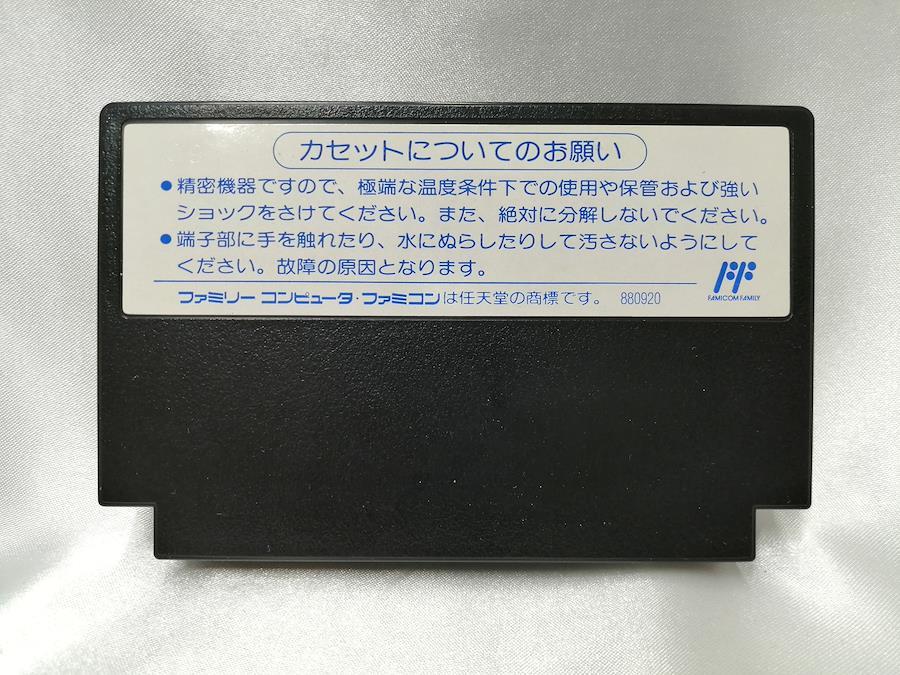 カセットについてのお願い
●精密機器ですので、極端な温度条件下での使用や保管および強い
ショックをさけてください。また、絶対に分解しないでください。
●端子部に手を触れたり、水にぬらしたりして汚さないようにして
ください。故障の原因となります。
ファミリー コンピュータ・ファミコンは任天堂の商標です。 880920
FAMICOM FAMILY